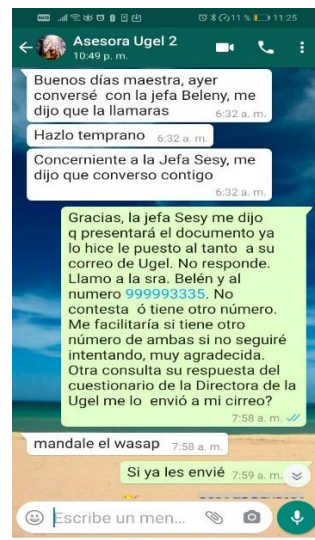 11 % 11:25
Asesora Ugel 2
10:49 p. m.
Buenos días maestra, ayer
conversé con la jefa Beleny, me
dijo que la llamaras 6:32 a. m.
Hazlo temprano 6:32 a. m.
Concerniente a la Jefa Sesy, me
dijo que converso contigo
6:32 a. m.
Gracias, la jefa Sesy me dijo
q presentará el documento ya
lo hice le puesto al tanto a su
correo de Ugel. No responde.
Llamo a la sra. Belén y al
numero 999993335. No
contesta ó tiene otro número.
Me facilitaría si tiene otro
número de ambas si no seguiré
intentando, muy agradecida.
Otra consulta su respuesta del
cuestionario de la Directora de la
Ugel me lo envió a mi cirreo?
7:58 a. m.
mandale el wasap 7:58 a. m.
Si ya les envié 7:59 a. m.
Escribe un men...